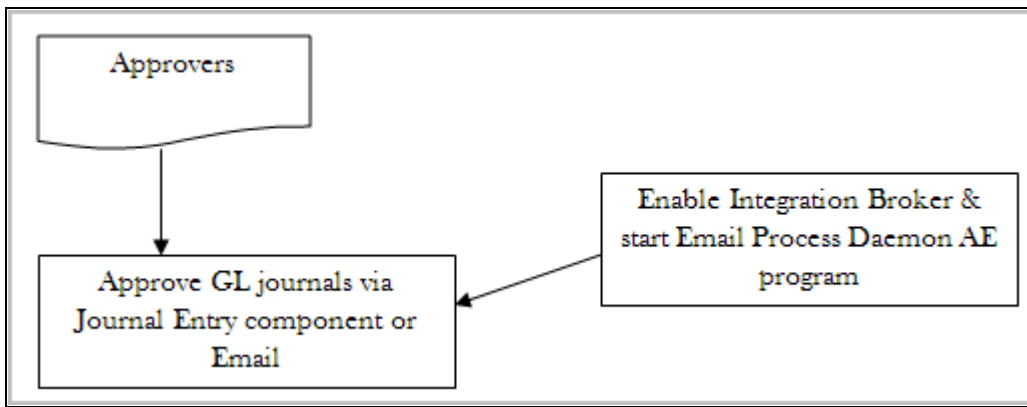 Approvers
Enable Integration Broker &
start Email Process Daemon AE
program
Approve GL journals via
Journal Entry component or
Email